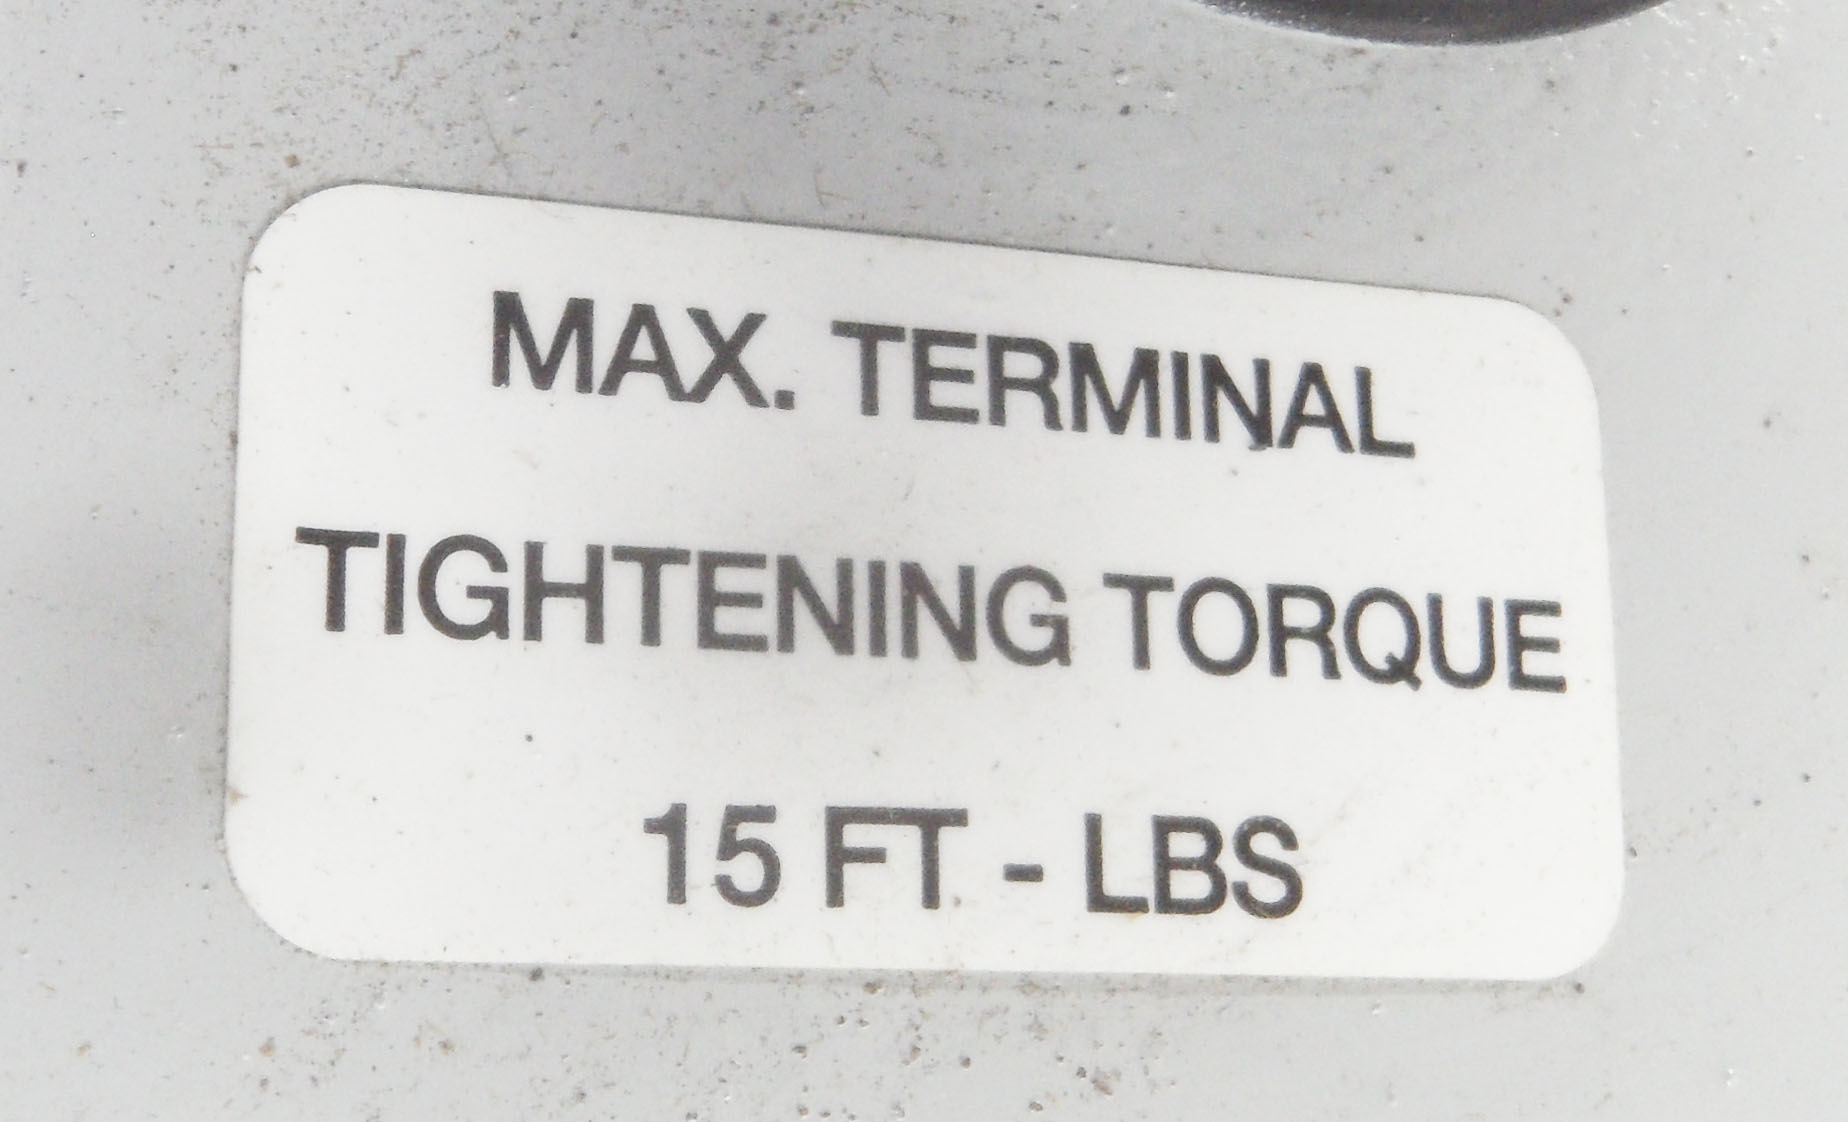 MAX. TERMINAL
TIGHTENING TORQUE
15 FT - LBS